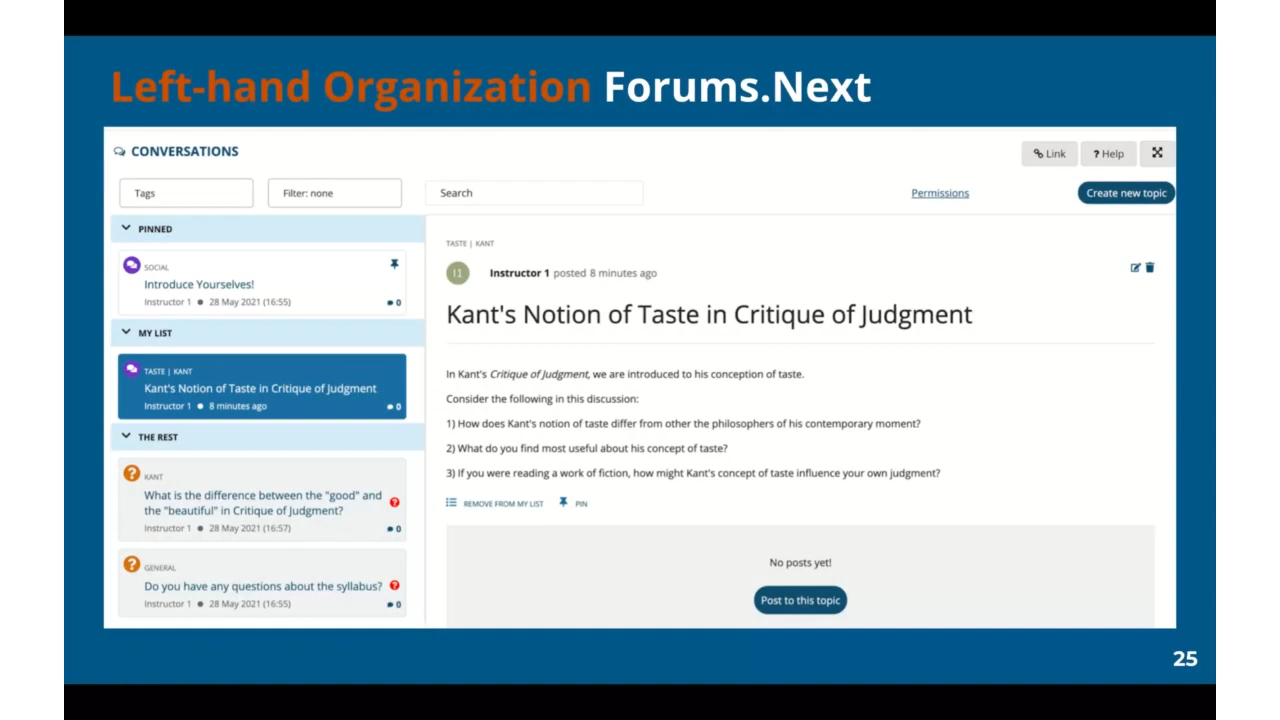 Left-hand Organization Forums.Next
CONVERSATIONS
Link
? Help
Tags
Filter: none
Search
Permissions
Create new topic
PINNED
SOCIAL
Introduce Yourselves!
Instructor 1 ● 28 May 2021 (16:55)
0
MY LIST
TASTE | KANT
Kant's Notion of Taste in Critique of Judgment
Instructor 1 ● 8 minutes ago
0
THE REST
?
KANT
What is the difference between the "good" and
the "beautiful" in Critique of Judgment?
?
Instructor 1 ● 28 May 2021 (16:57)
0
?
GENERAL
Do you have any questions about the syllabus?
?
Instructor 1 ● 28 May 2021 (16:55)
0
TASTE | KANT
I1
Instructor 1 posted 8 minutes ago
Kant's Notion of Taste in Critique of Judgment
In Kant's Critique of Judgment, we are introduced to his conception of taste.
Consider the following in this discussion:
1) How does Kant's notion of taste differ from other the philosophers of his contemporary moment?
2) What do you find most useful about his concept of taste?
3) If you were reading a work of fiction, how might Kant's concept of taste influence your own judgment?
REMOVE FROM MY LIST
PIN
No posts yet!
Post to this topic
25